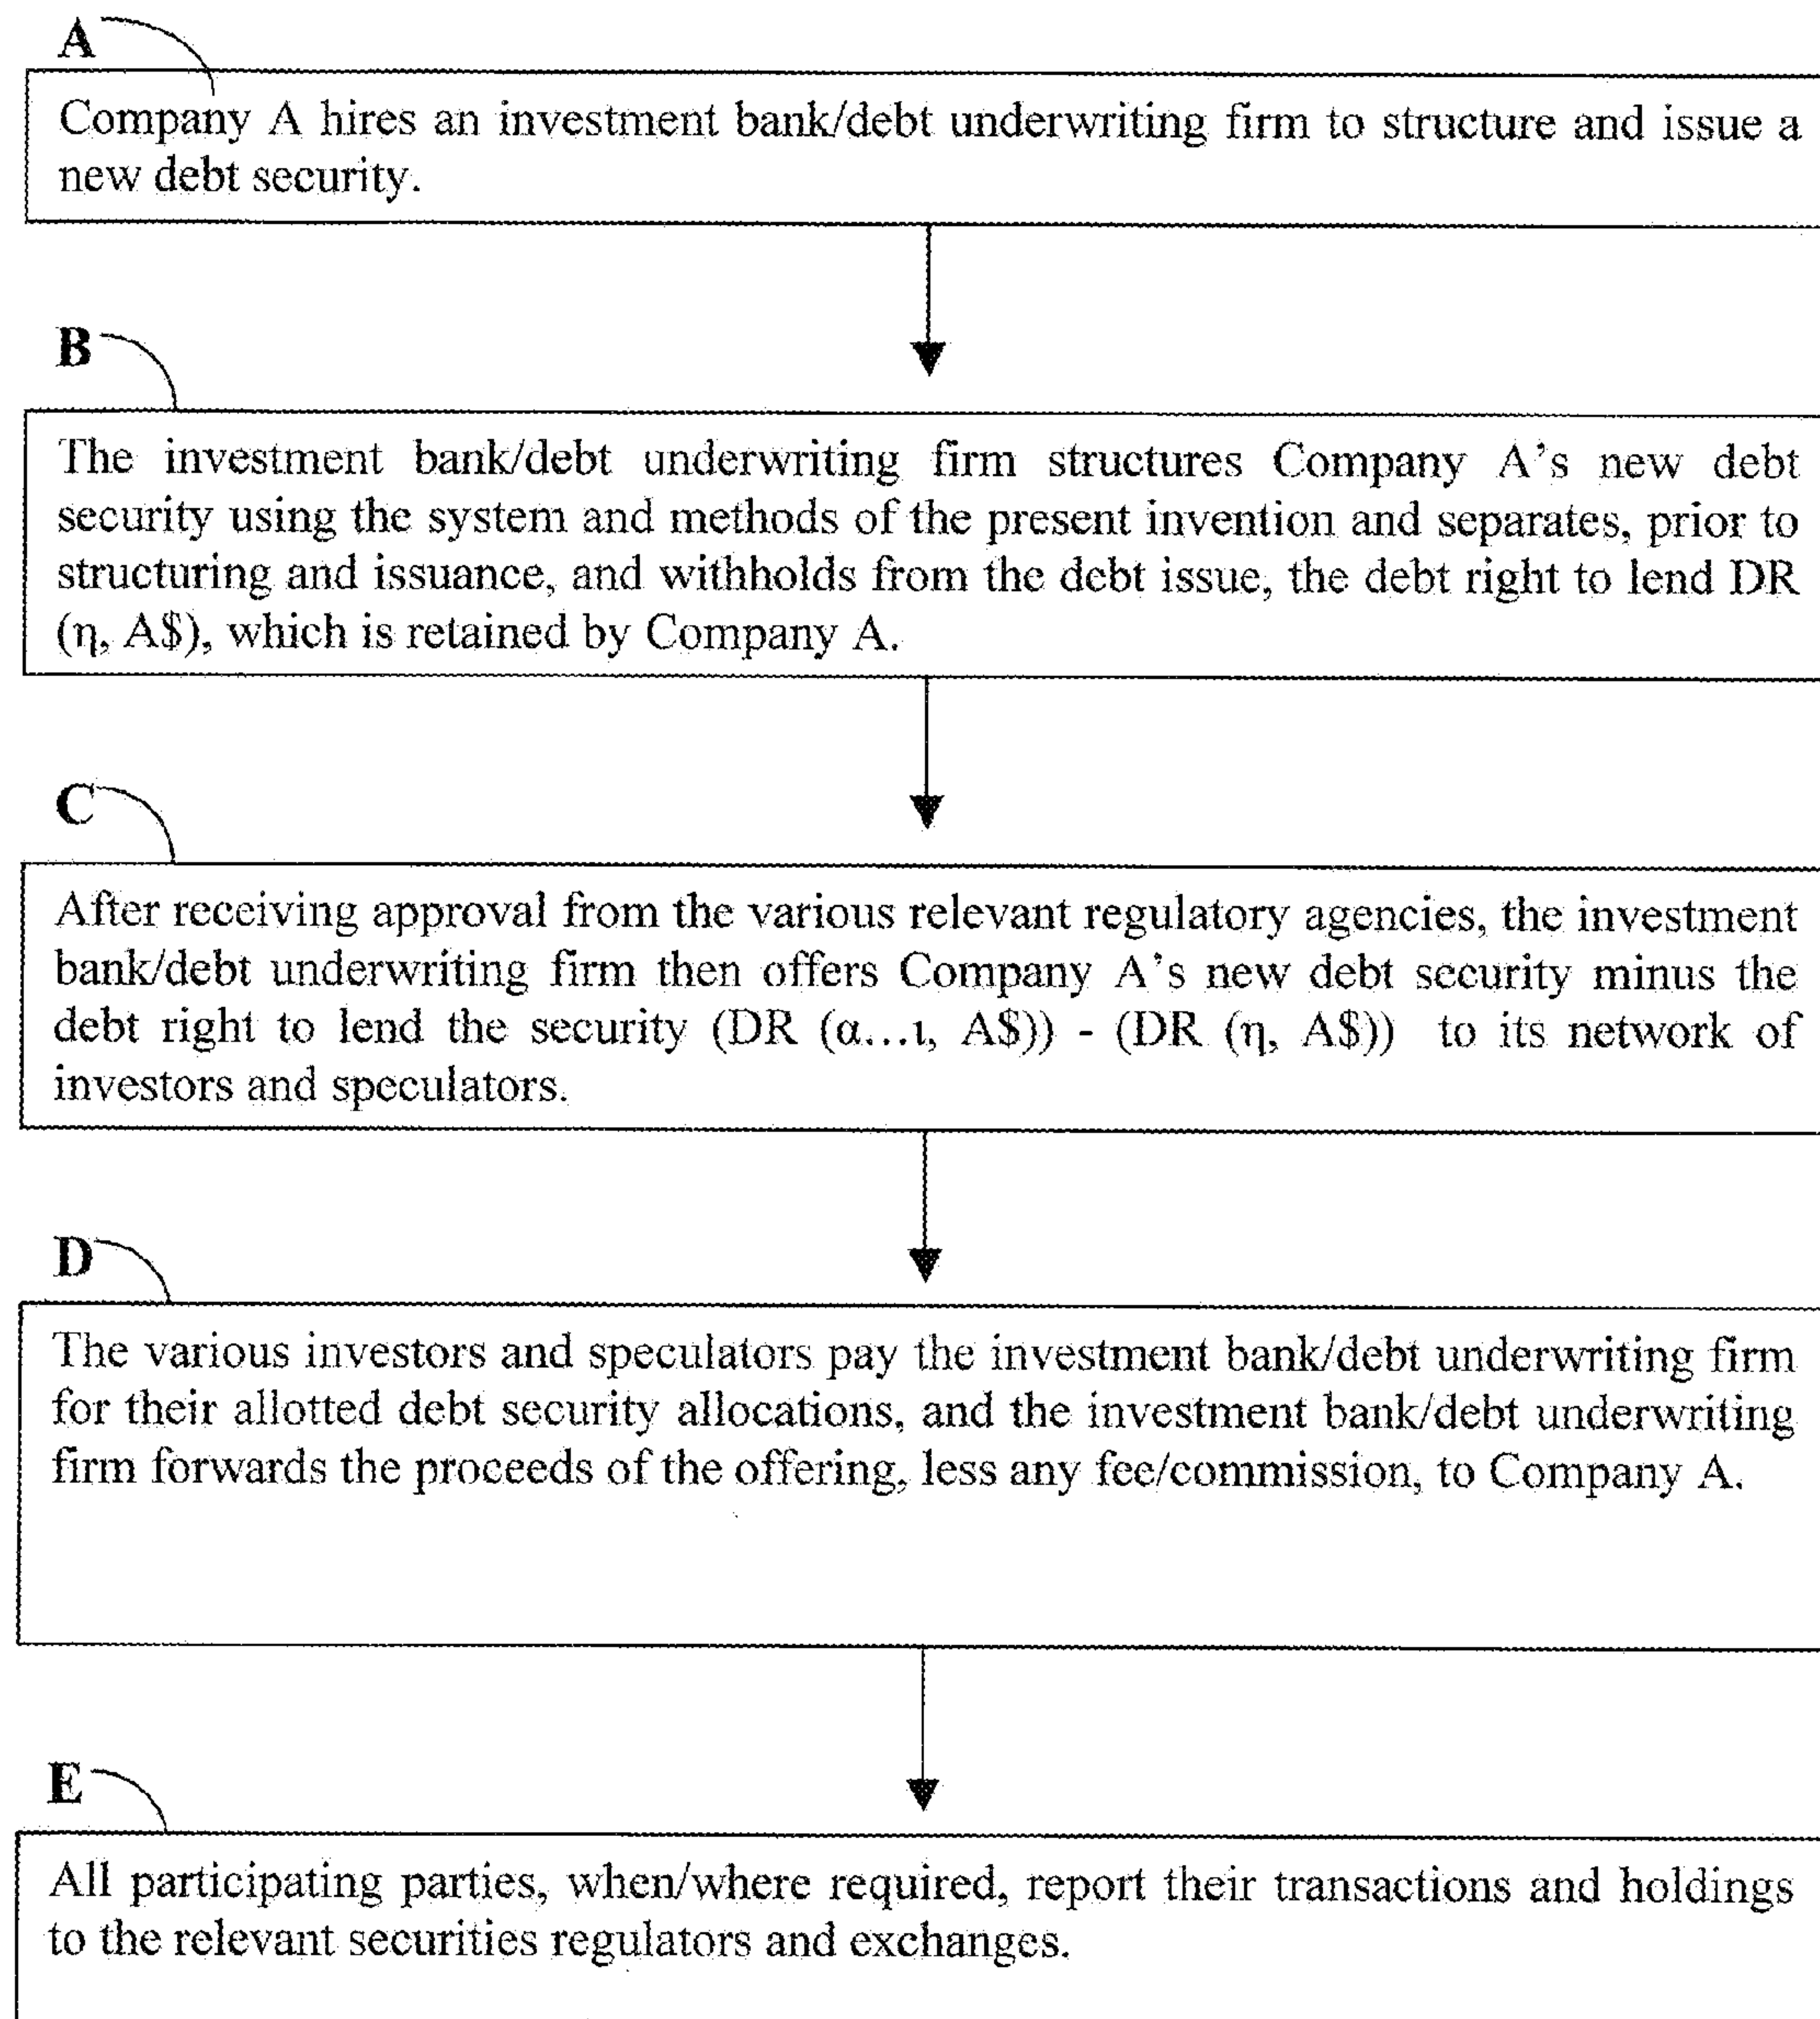 A
Company A hires an investment bank/debt underwriting firm to structure and issue a
new debt security.
B
The investment bank/debt underwriting firm structures Company A's new debt
security using the system and methods of the present invention and separates, prior to
structuring and issuance, and withholds from the debt issue, the debt right to lend DR
(η, A$), which is retained by Company A.
C
After receiving approval from the various relevant regulatory agencies, the investment
bank/debt underwriting firm then offers Company A's new debt security minus the
debt right to lend the security (DR (α...ι, A$)) - (DR (η, A$)) to its network of
investors and speculators.
D
The various investors and speculators pay the investment bank/debt underwriting firm
for their allotted debt security allocations, and the investment bank/debt underwriting
firm forwards the proceeds of the offering, less any fee/commission, to Company A.
E
All participating parties, when/where required, report their transactions and holdings
to the relevant securities regulators and exchanges.